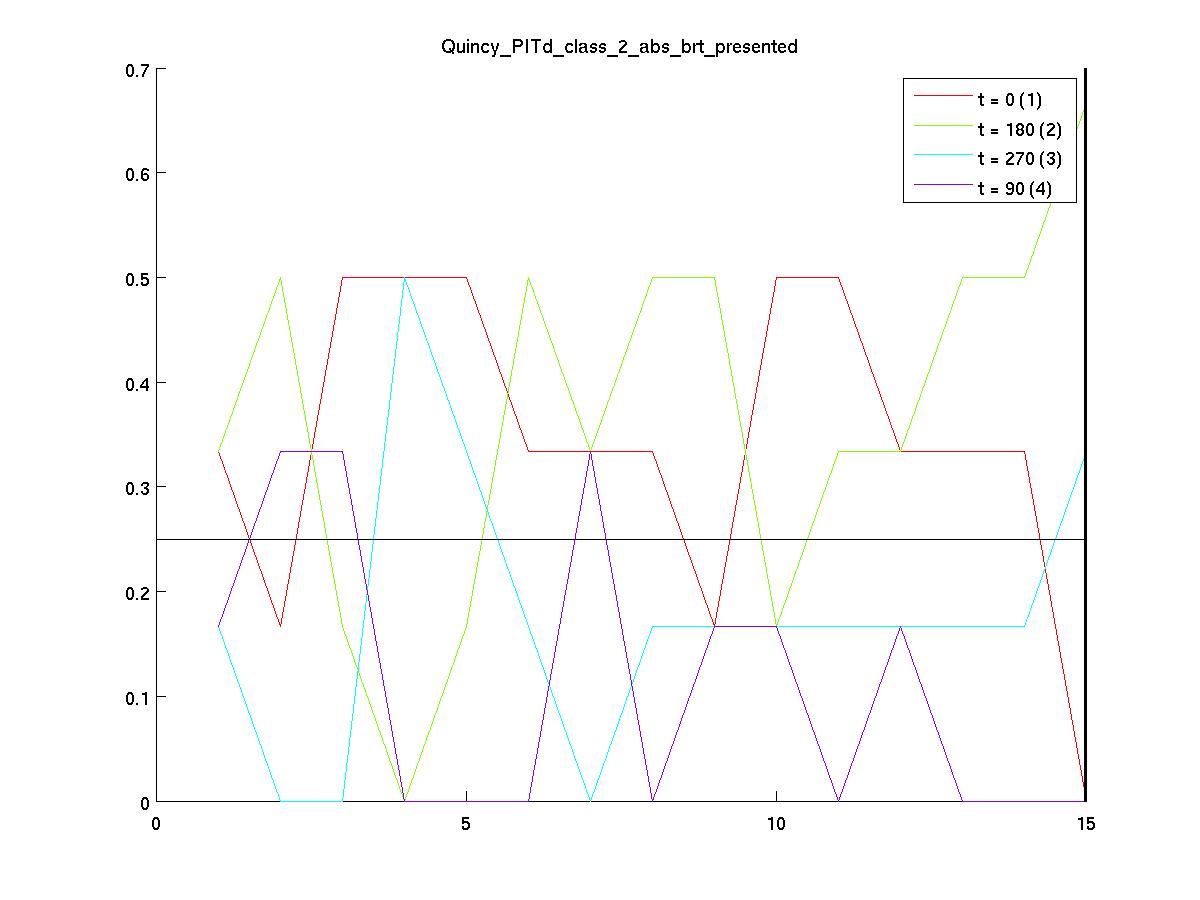 Quincy_PITd_class_2_abs_brt_presented
0.7
0.6
0.5
0.4
0.3
0.2
0.1
0
0 5 10 15
t = 0 (1)
t = 180 (2)
t = 270 (3)
t = 90 (4)